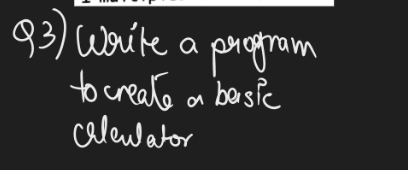 Q3) Write a program
to create a basic
calculator